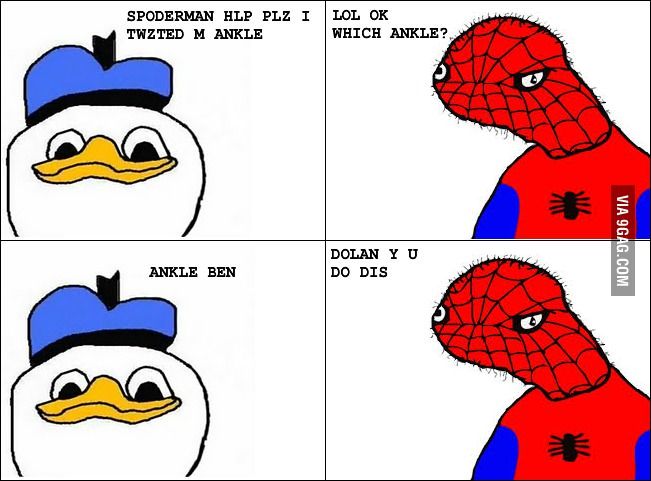 SPODERMAN HLP PLZ I
TWZTED M ANKLE
LOL OK
WHICH ANKLE?
ANKLE BEN
DOLAN Y U
DO DIS
VIA 9GAG.COM